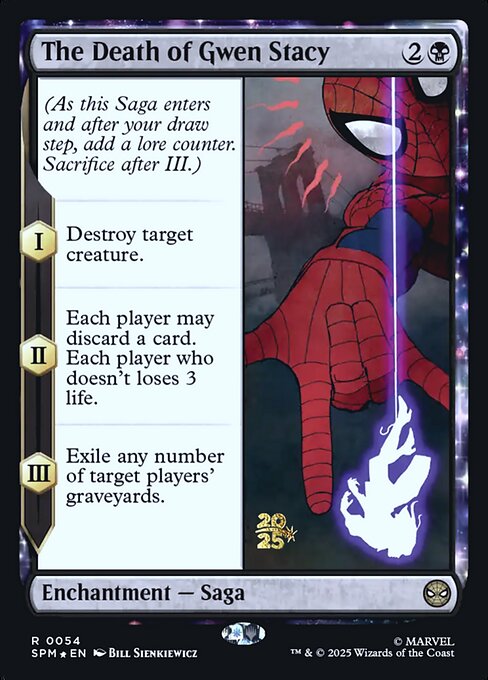 The Death of Gwen Stacy 2
(As this Saga enters
and after your draw
step, add a lore counter.
Sacrifice after III.)
I
Destroy target
creature.
II
Each player may
discard a card.
Each player who
doesn't loses 3
life.
III
Exile any number
of target players'
graveyards.
20
25
Enchantment — Saga
R 0054
SPM ★ EN Bill Sienkiewicz
© MARVEL
™ & © 2025 Wizards of the Coast